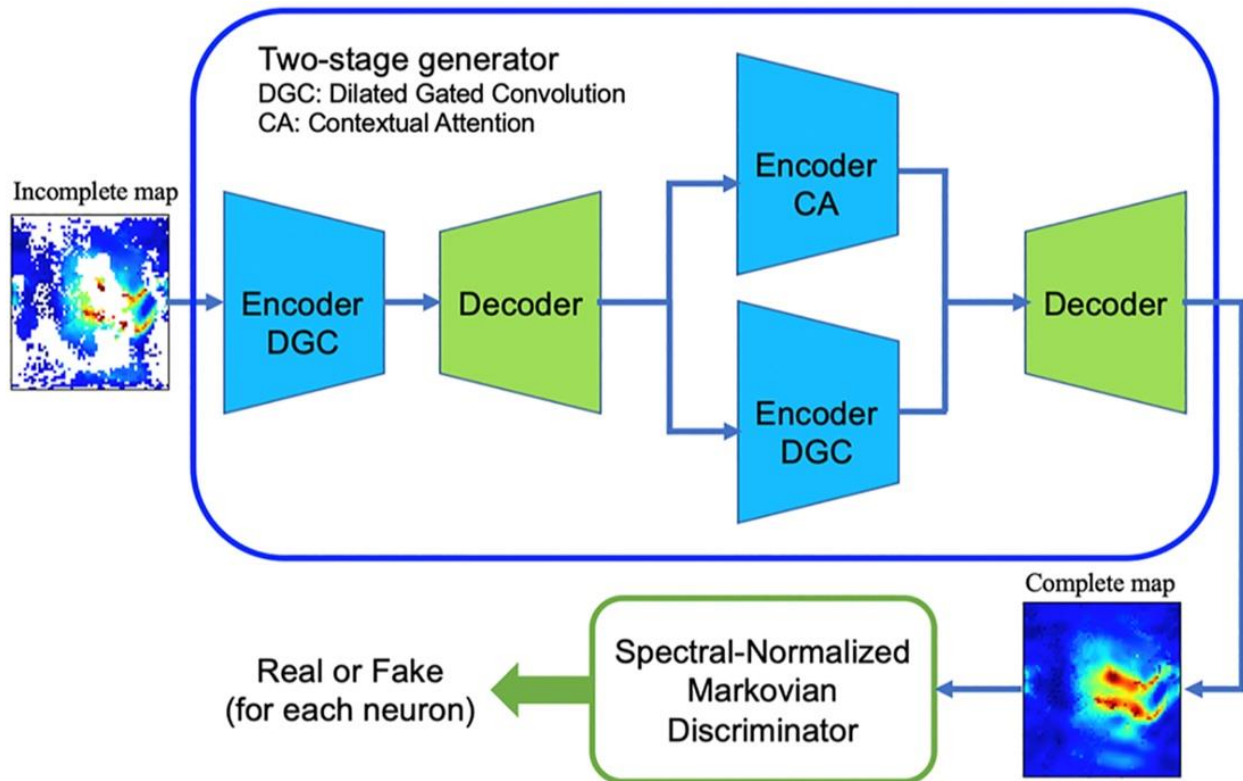 Two-stage generator
DGC: Dilated Gated Convolution
CA: Contextual Attention
Incomplete map
Encoder
DGC
Decoder
Encoder
CA
Encoder
DGC
Decoder
Complete map
Spectral-Normalized
Markovian
Discriminator
Real or Fake
(for each neuron)